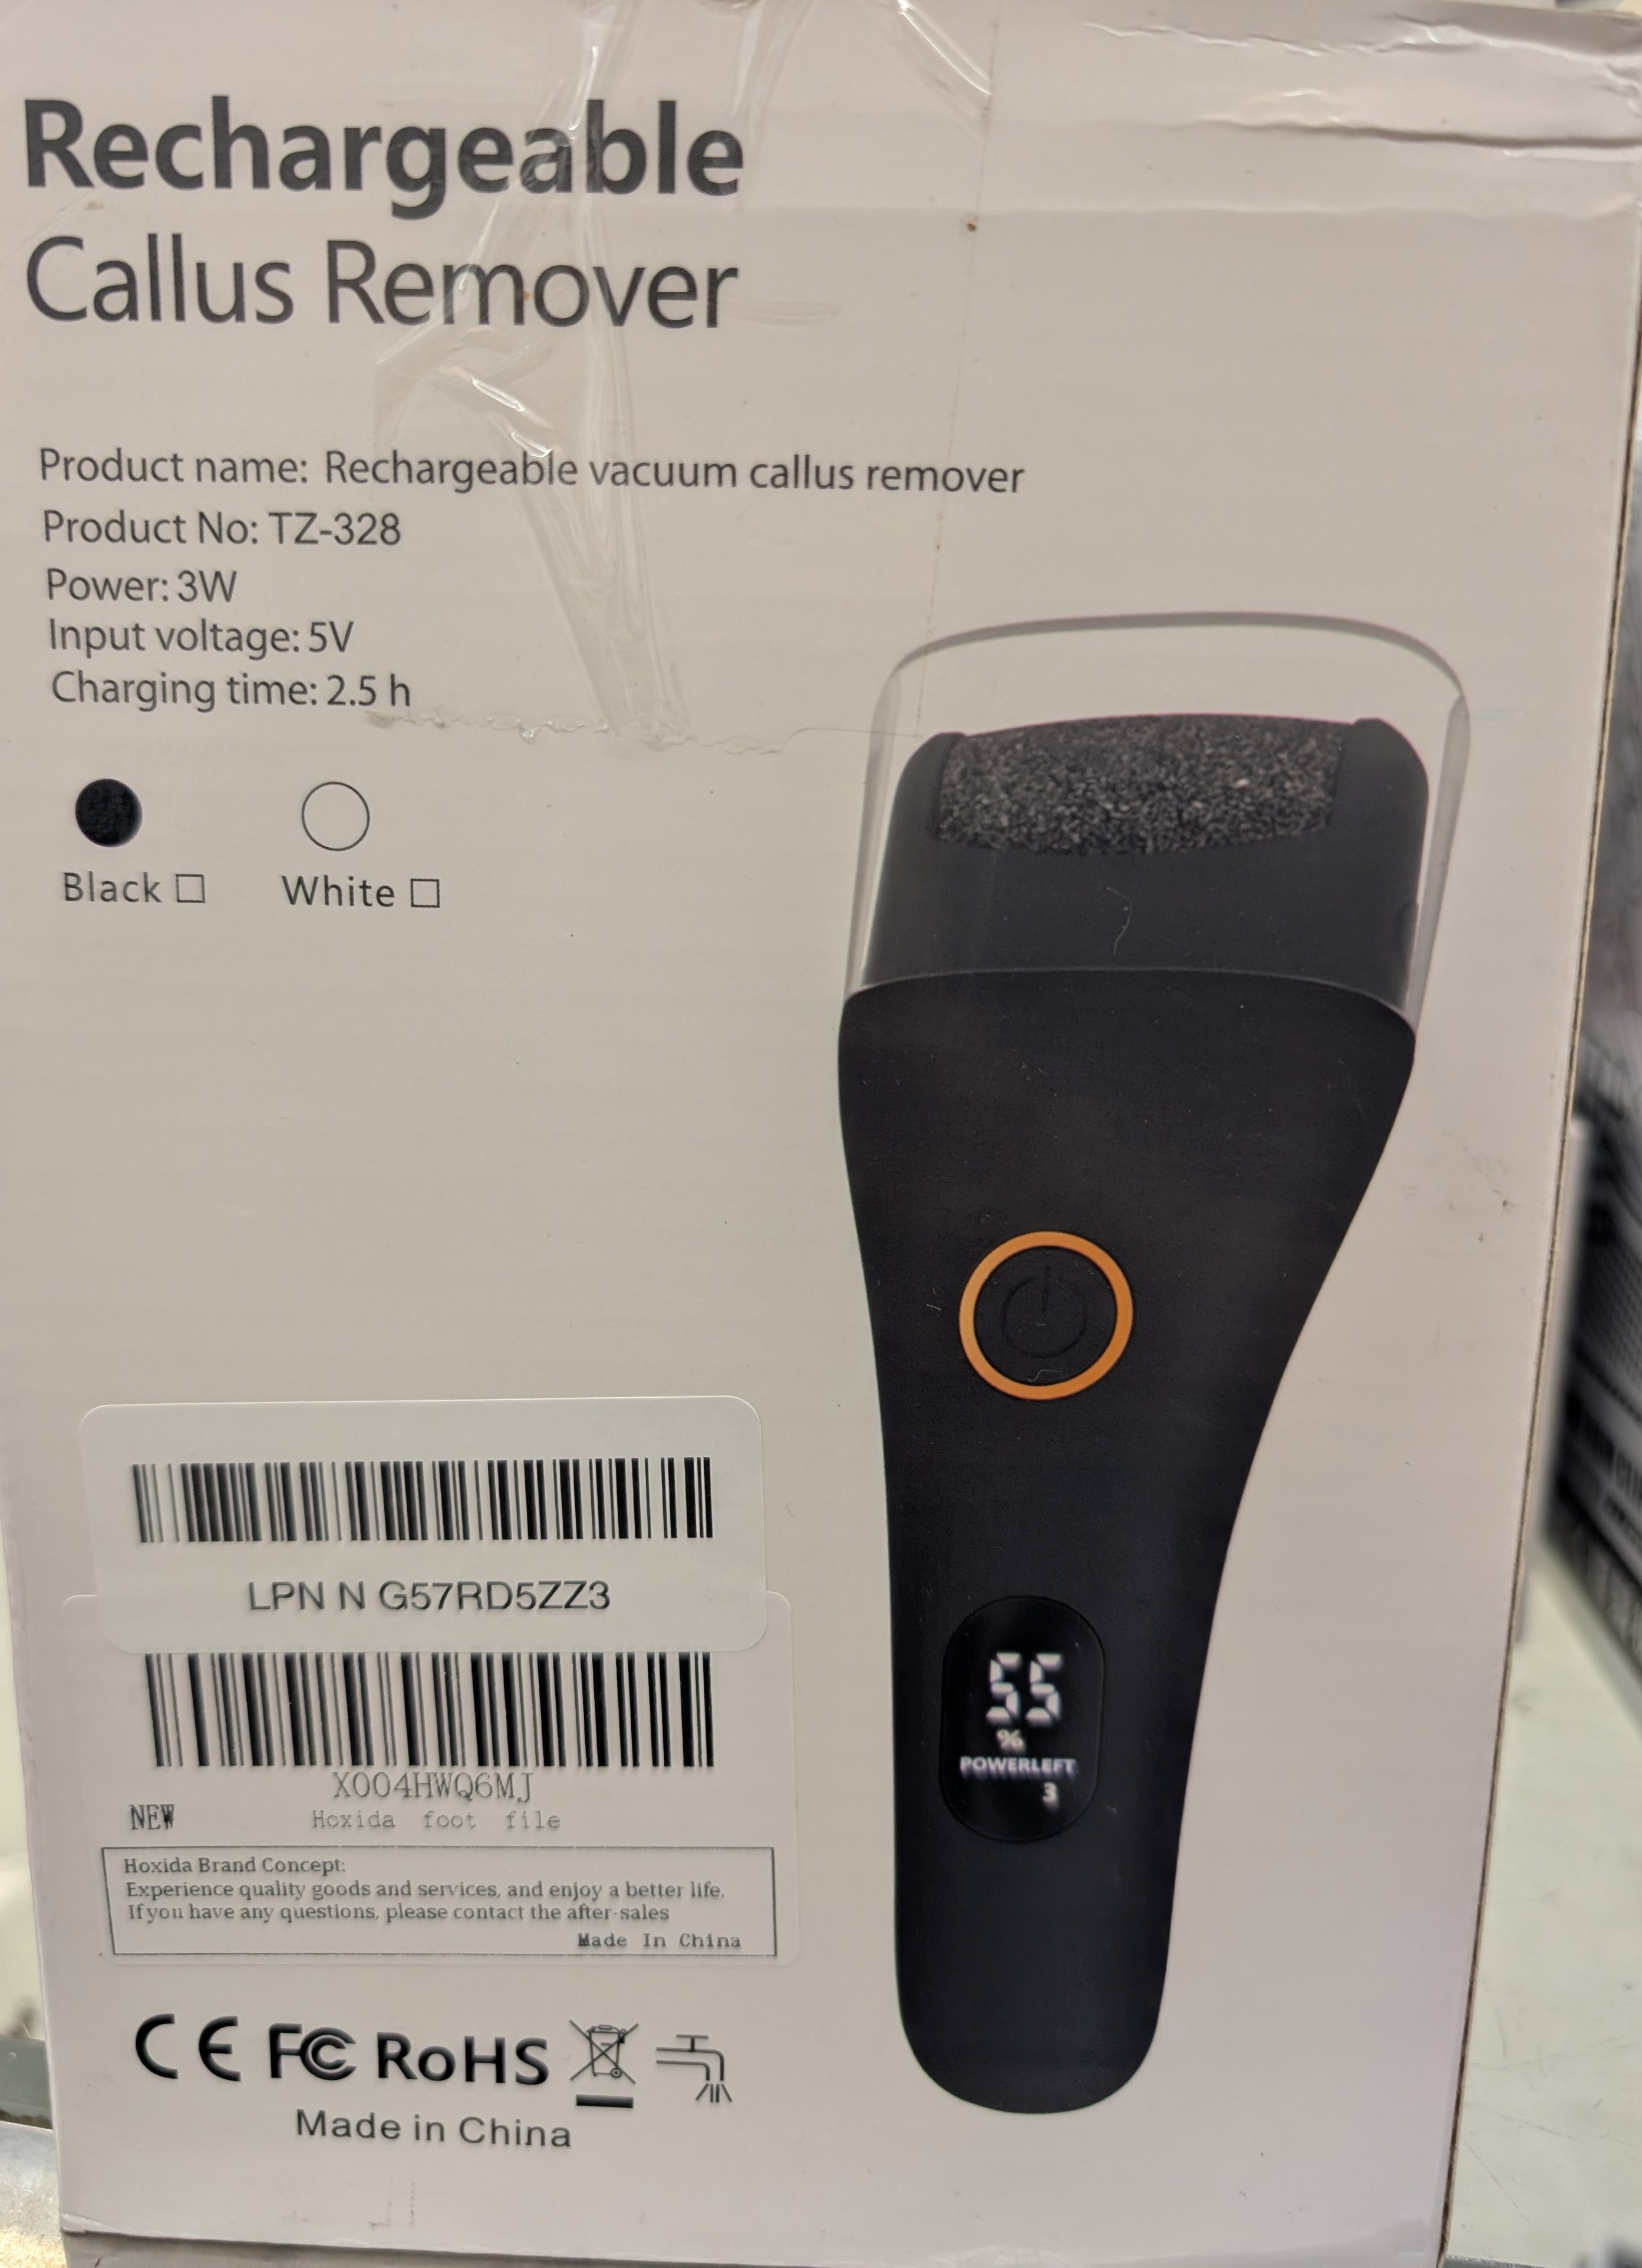 Rechargeable
Callus Remover
Product name: Rechargeable vacuum callus remover
Product No: TZ-328
Power: 3W
Input voltage: 5V
Charging time: 2.5 h
Black □ White □
55
%
POWERLEFT
3
LPN N G57RD5ZZ3
X004HWQ6MJ
NEW Hoxida foot file
Hoxida Brand Concept:
Experience quality goods and services, and enjoy a better life.
If you have any questions, please contact the after-sales
Made In China
CE FC RoHS
Made in China